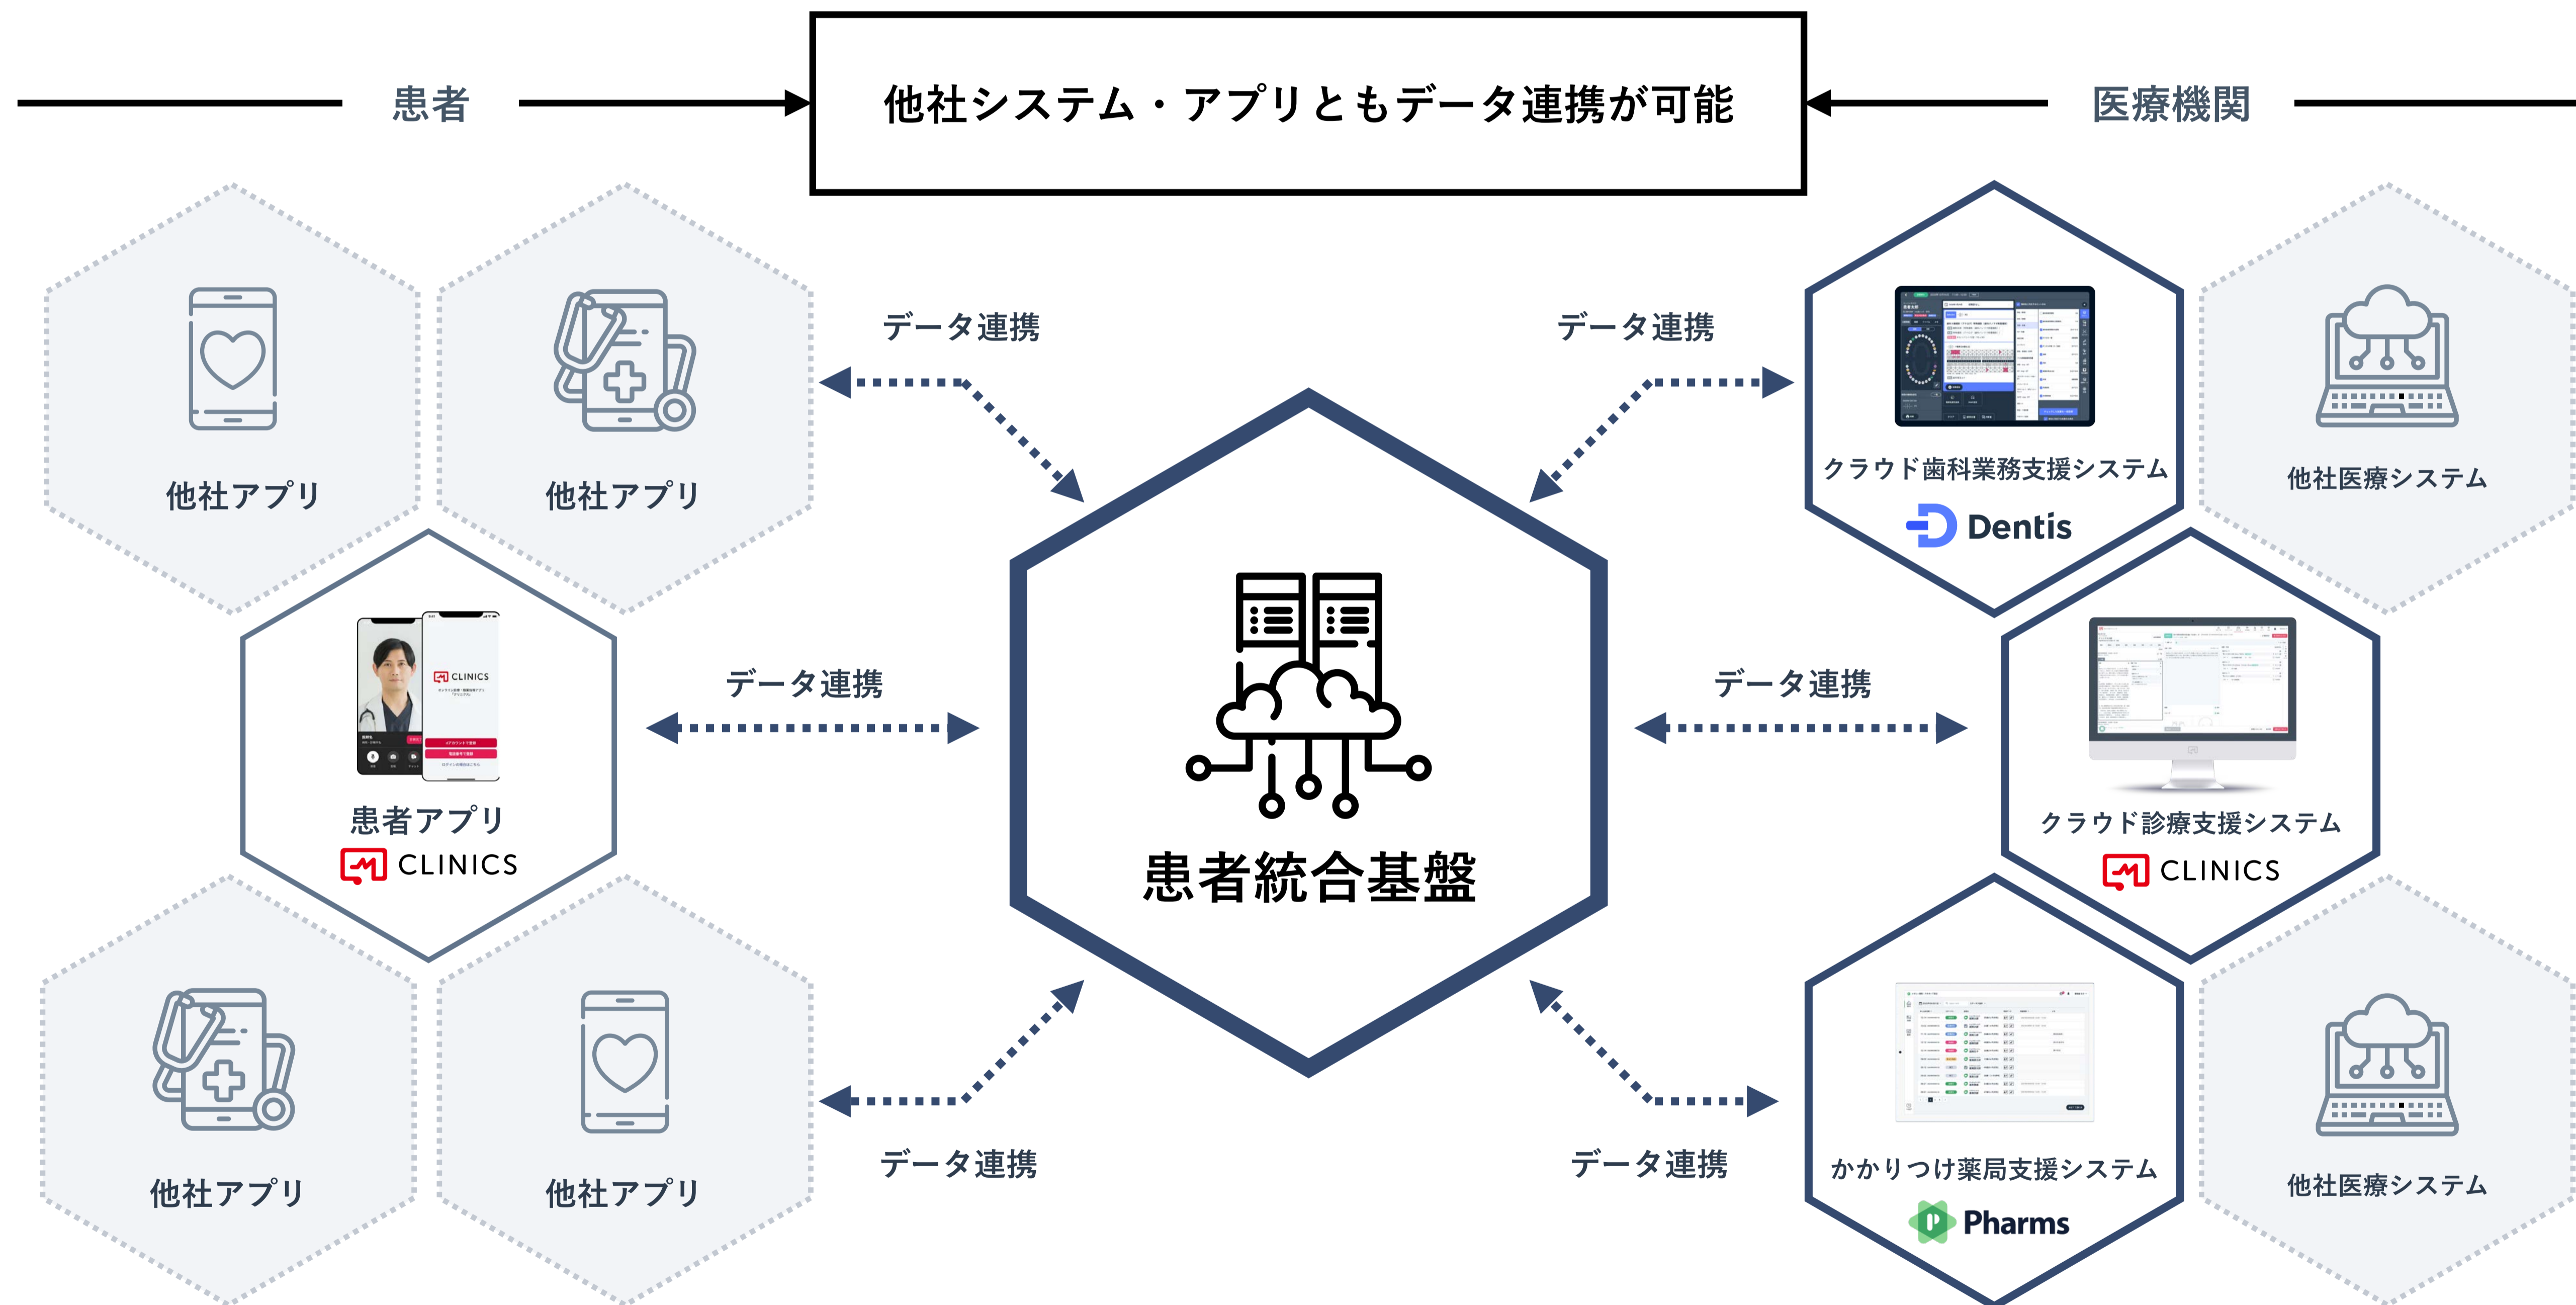 患者
他社システム・アプリともデータ連携が可能
医療機関
他社アプリ
他社アプリ
データ連携
データ連携
クラウド歯科業務支援システム
Dentis
他社医療システム
CLINICS
患者アプリ
CLINICS
データ連携
患者統合基盤
データ連携
クラウド診療支援システム
CLINICS
他社アプリ
他社アプリ
データ連携
データ連携
かかりつけ薬局支援システム
Pharms
他社医療システム